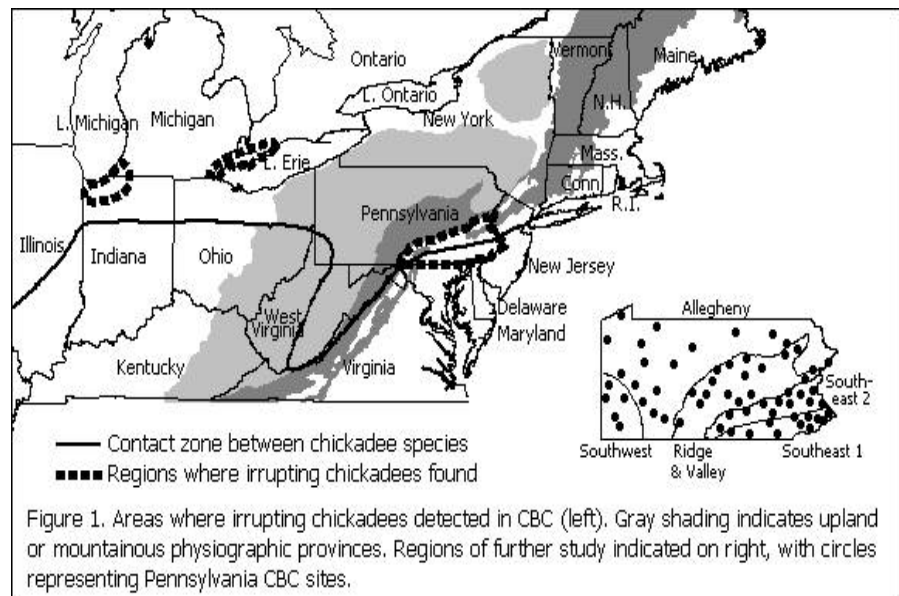 Vermont
Maine
Ontario
L. Ontario
N.H.
New York
L. Michigan
Michigan
L. Erie
Mass.
Conn.
R.I.
Pennsylvania
Illinois
Indiana
Ohio
New Jersey
West
Virginia
Delaware
Maryland
Kentucky
Virginia
Allegheny
South-
east 2
Southwest
Ridge
& Valley
Southeast 1
Contact zone between chickadee species
Regions where irrupting chickadees found
Figure 1. Areas where irrupting chickadees detected in CBC (left). Gray shading indicates upland
or mountainous physiographic provinces. Regions of further study indicated on right, with circles
representing Pennsylvania CBC sites.